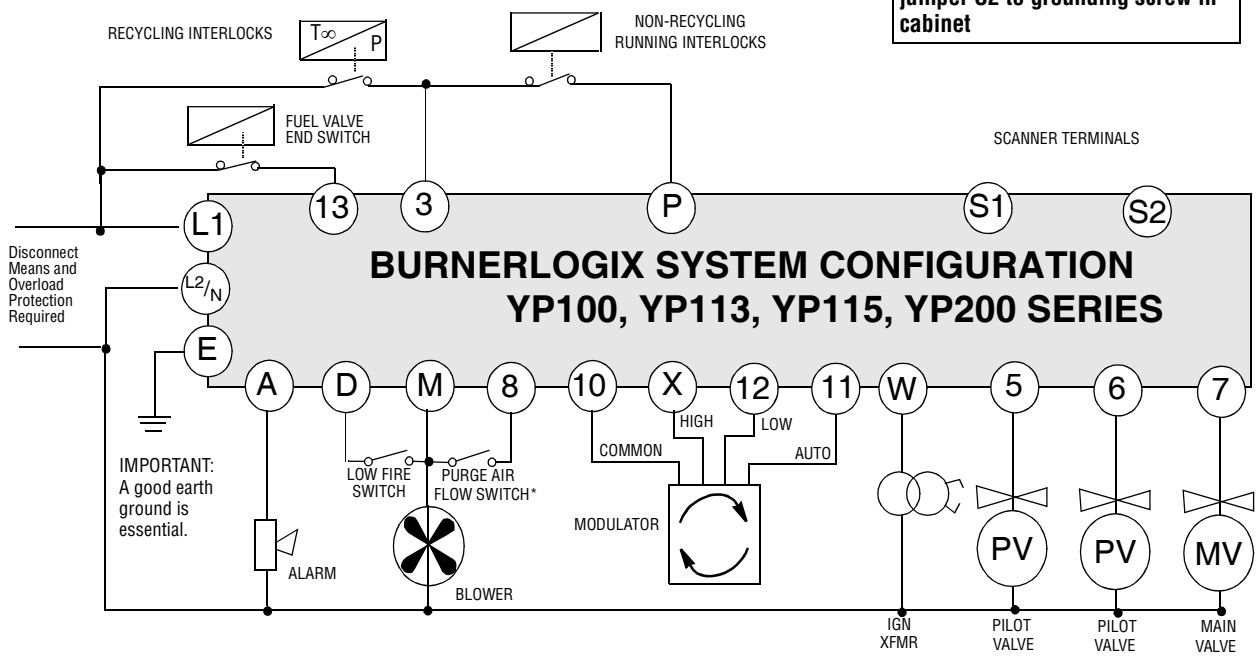 jumper S2 to grounding screw in
cabinet
RECYCLING INTERLOCKS
T∞
P
NON-RECYCLING
RUNNING INTERLOCKS
FUEL VALVE
END SWITCH
SCANNER TERMINALS
L1
13
3
P
S1
S2
Disconnect
Means and
Overload
Protection
Required
L2/N
BURNERLOGIX SYSTEM CONFIGURATION
YP100, YP113, YP115, YP200 SERIES
E
A
D
M
8
10
X
12
11
W
5
6
7
HIGH
LOW
COMMON
AUTO
IMPORTANT:
A good earth
ground is
essential.
LOW FIRE
SWITCH
PURGE AIR
FLOW SWITCH*
MODULATOR
PV
PV
MV
ALARM
BLOWER
IGN
XFMR
PILOT
VALVE
PILOT
VALVE
MAIN
VALVE